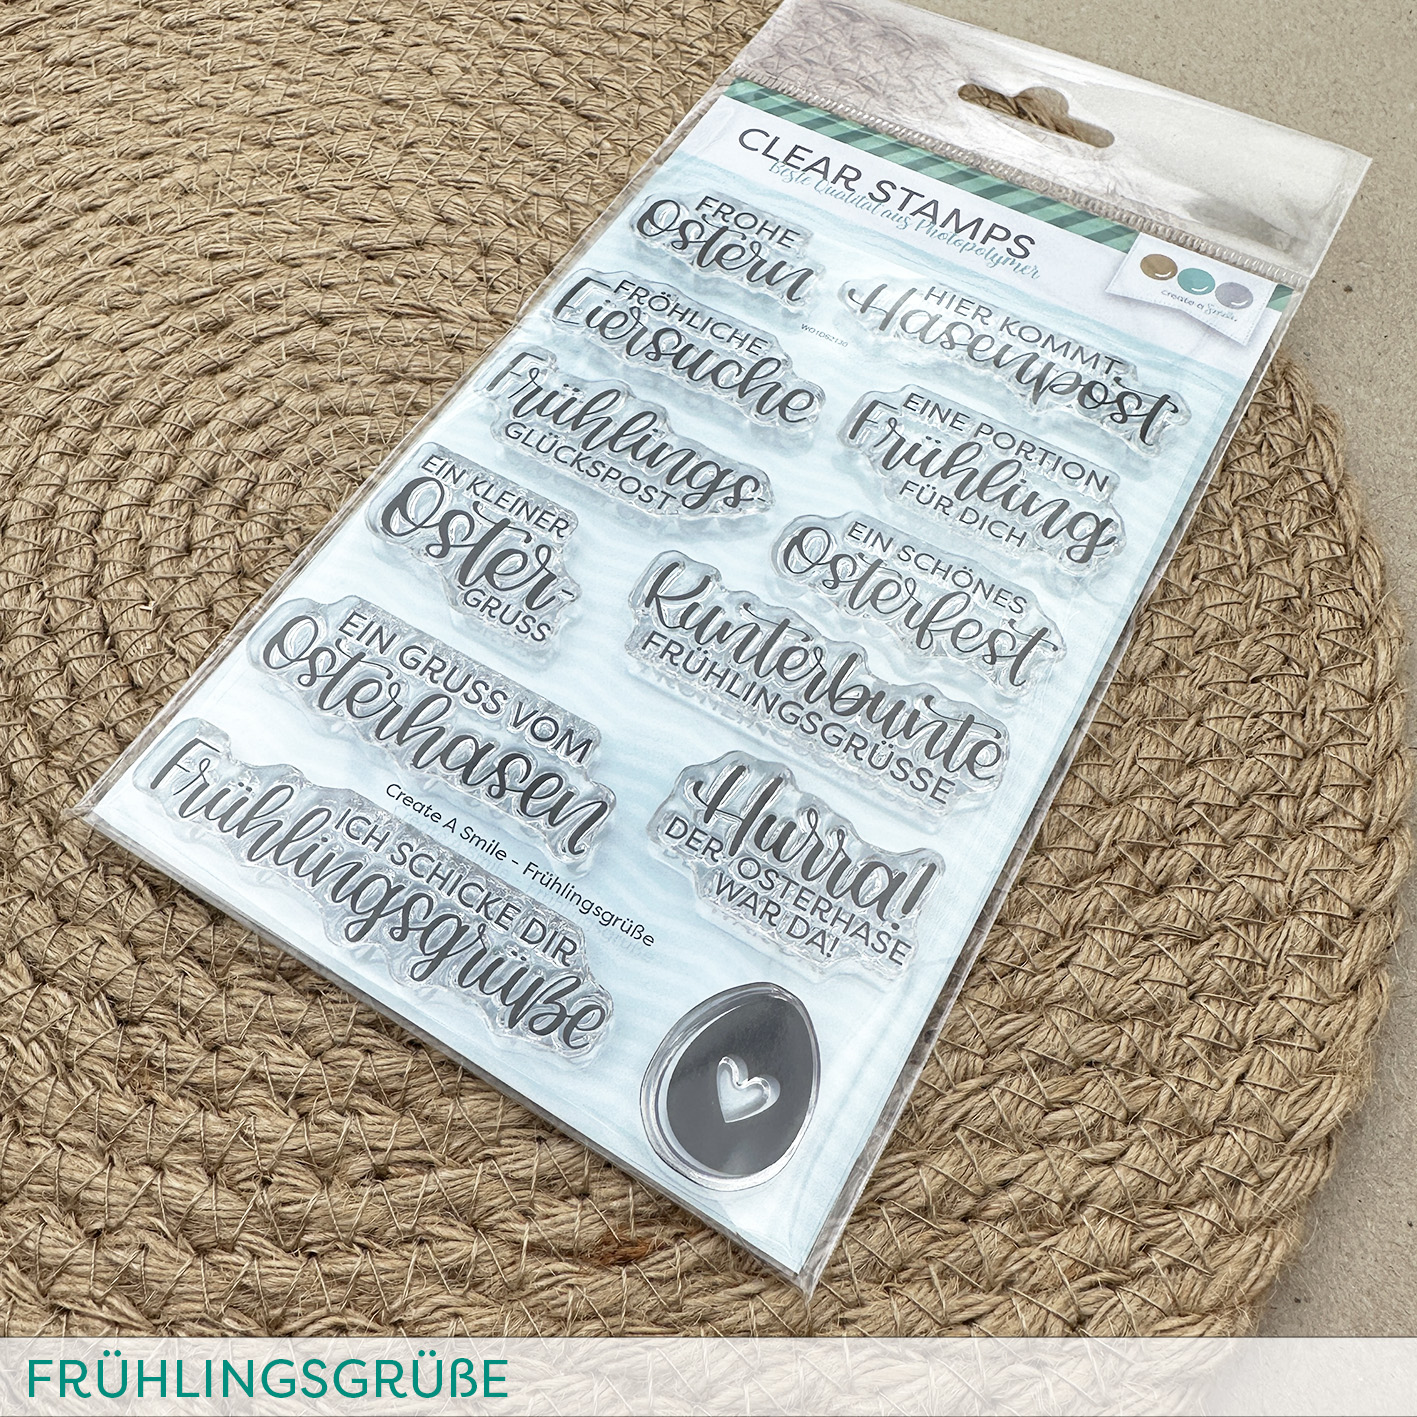 CLEAR STAMPS
Beste Qualität aus Photopolymer
create a smile
FROHE
Ostern
WO1DS2130
HIER KOMMT
Hasenpost
FRÖHLICHE
Eiersuche
EINE PORTION
Frühling
FÜR DICH
Frühlings-
GLÜCKSPOST
EIN SCHÖNES
Osterfest
EIN KLEINER
Oster-
GRUSS
Kunterbunte
FRÜHLINGSGRÜSSE
EIN GRUSS VOM
Osterhasen
Hurra!
DER OSTERHASE
WAR DA!
Create A Smile - Frühlingsgrüße
ICH SCHICKE DIR
Frühlingsgrüße
FRÜHLINGSGRÜßE